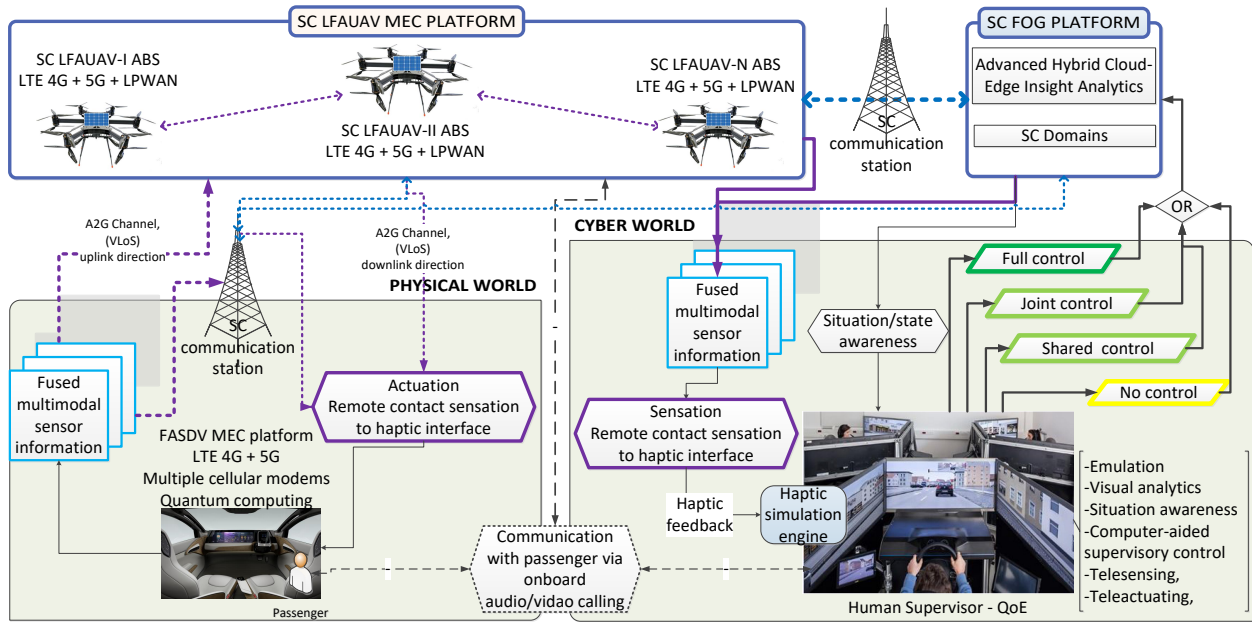 SC LFAUAV MEC PLATFORM
SC LFAUAV-I ABS
LTE 4G + 5G + LPWAN
SC LFAUAV-II ABS
LTE 4G + 5G + LPWAN
SC LFAUAV-N ABS
LTE 4G + 5G + LPWAN
SC
communication
station
SC FOG PLATFORM
Advanced Hybrid Cloud-
Edge Insight Analytics
SC Domains
OR
A2G Channel,
(VLoS)
uplink direction
A2G Channel,
(VLoS)
downlink direction
PHYSICAL WORLD
SC
communication
station
Fused
multimodal
sensor
information
Actuation
Remote contact sensation
to haptic interface
FASDV MEC platform
LTE 4G + 5G
Multiple cellular modems
Quantum computing
Passenger
Communication
with passenger via
onboard
audio/vidao calling
CYBER WORLD
Fused
multimodal
sensor
information
Situation/state
awareness
Full control
Joint control
Shared control
No control
Sensation
Remote contact sensation
to haptic interface
Haptic
feedback
Haptic
simulation
engine
Human Supervisor - QoE
-Emulation
-Visual analytics
-Situation awareness
-Computer-aided
supervisory control
-Telesensing,
-Teleactuating,